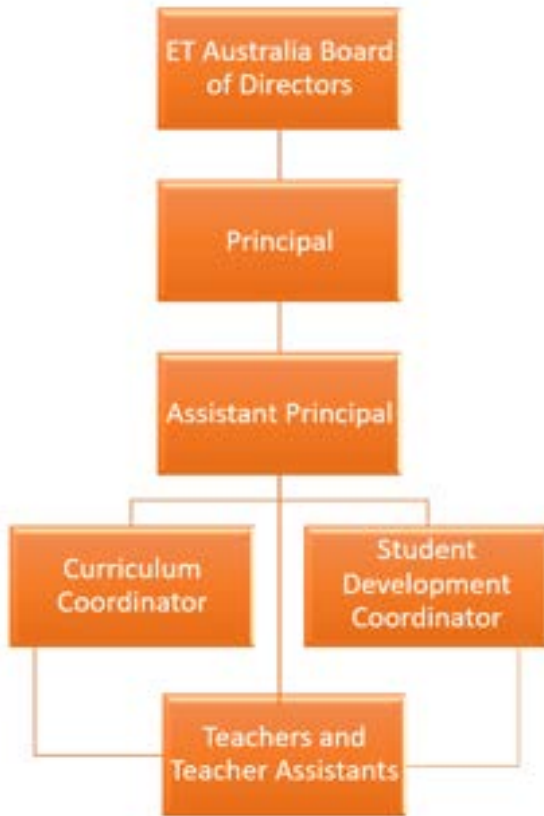 ET Australia Board
of Directors
Principal
Assistant Principal
Curriculum
Coordinator
Student
Development
Coordinator
Teachers and
Teacher Assistants